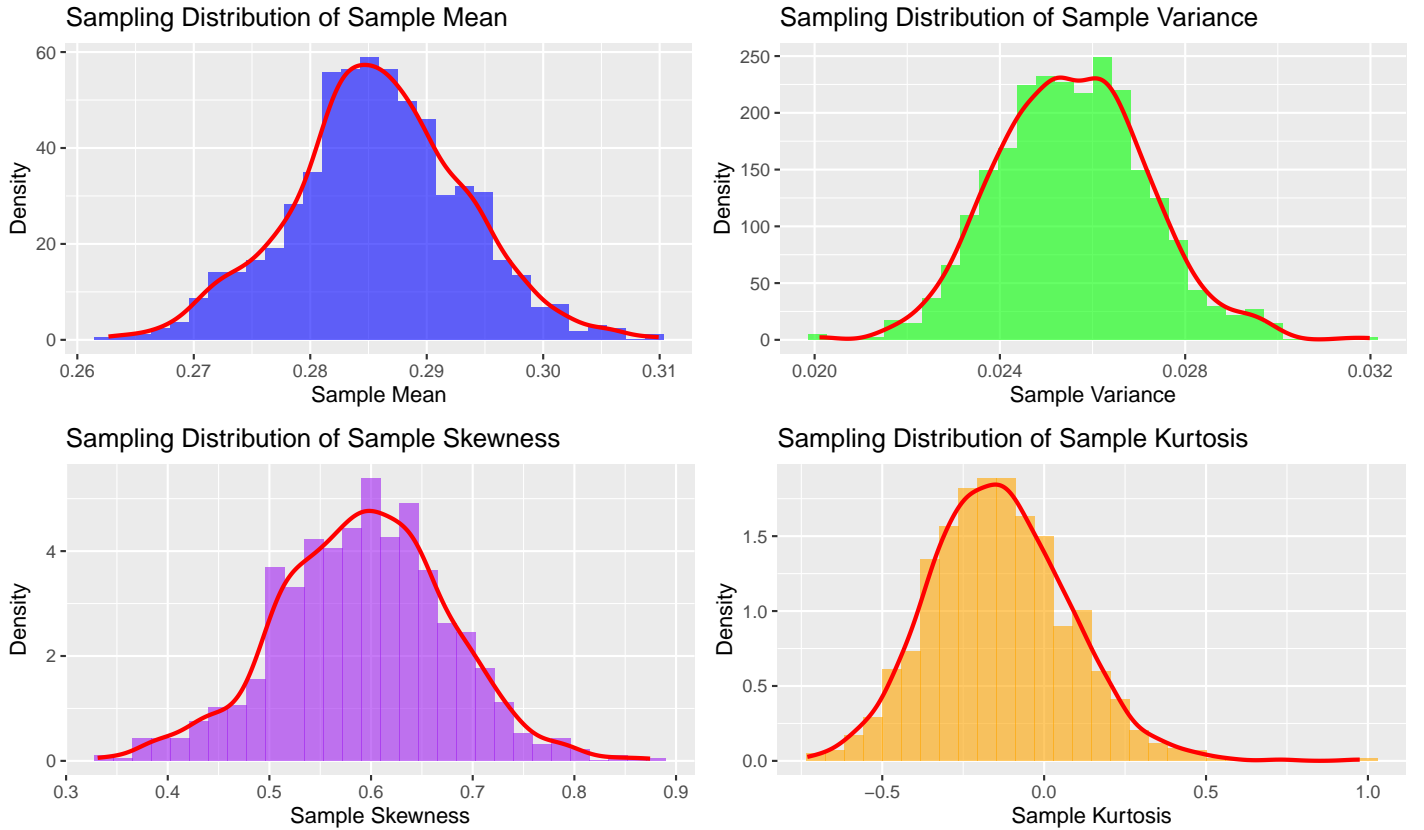 Sampling Distribution of Sample Mean
Density
60
40
20
0
0.26 0.27 0.28 0.29 0.30 0.31
Sample Mean
Sampling Distribution of Sample Variance
Density
250
200
150
100
50
0
0.020 0.024 0.028 0.032
Sample Variance
Sampling Distribution of Sample Skewness
Density
4
2
0
0.3 0.4 0.5 0.6 0.7 0.8 0.9
Sample Skewness
Sampling Distribution of Sample Kurtosis
Density
1.5
1.0
0.5
0.0
−0.5 0.0 0.5 1.0
Sample Kurtosis